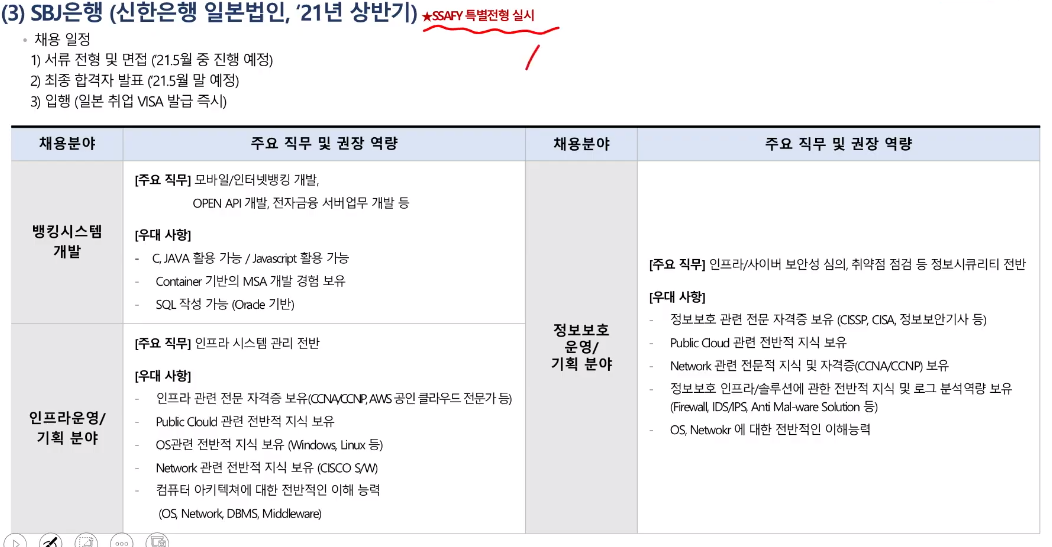 (3) SBJ은행 (신한은행 일본법인, ‘21년 상반기) ★SSAFY 특별전형 실시
• 채용 일정
1) 서류 전형 및 면접 (’21.5월 중 진행 예정)
2) 최종 합격자 발표 (’21.5월 말 예정)
3) 입행 (일본 취업 VISA 발급 즉시)
채용분야 주요 직무 및 권장 역량 채용분야 주요 직무 및 권장 역량
뱅킹시스템
개발
[주요 직무] 모바일/인터넷뱅킹 개발,
OPEN API 개발, 전자금융 서버업무 개발 등
[우대 사항]
- C, JAVA 활용 가능 / Javascript 활용 가능
- Container 기반의 MSA 개발 경험 보유
- SQL 작성 가능 (Oracle 기반)
인프라운영/
기획 분야
[주요 직무] 인프라 시스템 관리 전반
[우대 사항]
- 인프라 관련 전문 자격증 보유(CCNA/CCNP, AWS 공인 클라우드 전문가 등)
- Public Clould 관련 전반적 지식 보유
- OS관련 전반적 지식 보유 (Windows, Linux 등)
- Network 관련 전반적 지식 보유 (CISCO S/W)
- 컴퓨터 아키텍쳐에 대한 전반적인 이해 능력
(OS, Network, DBMS, Middleware)
정보보호
운영/
기획 분야
[주요 직무] 인프라/사이버 보안성 심의, 취약점 점검 등 정보시큐리티 전반
[우대 사항]
- 정보보호 관련 전문 자격증 보유 (CISSP, CISA, 정보보안기사 등)
- Public Cloud 관련 전반적 지식 보유
- Network 관련 전문적 지식 및 자격증(CCNA/CCNP) 보유
- 정보보호 인프라/솔루션에 관한 전반적 지식 및 로그 분석역량 보유
(Firewall, IDS/IPS, Anti Mal-ware Solution 등)
- OS, Netwokr 에 대한 전반적인 이해능력